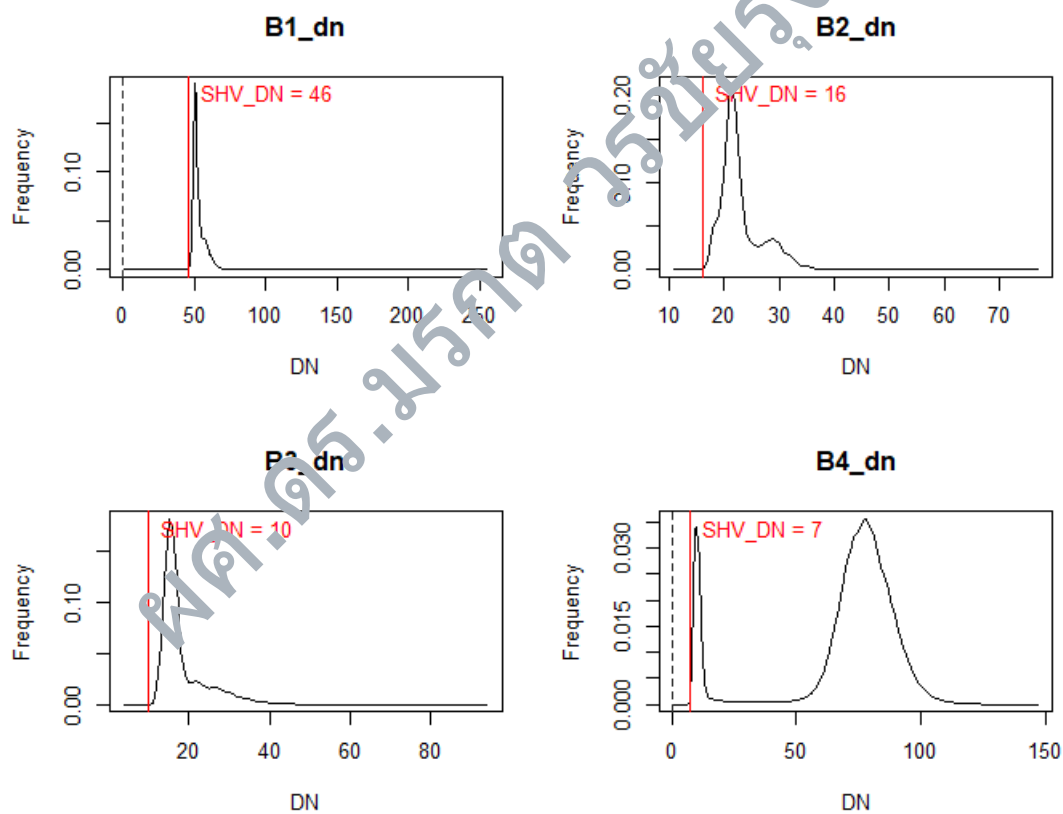 B1_dn
SHV_DN = 46
Frequency
0.00 0.10
0 50 100 150 200 250
DN
B2_dn
SHV_DN = 16
Frequency
0.00 0.10 0.20
10 20 30 40 50 60 70
DN
B3_dn
SHV_DN = 10
Frequency
0.00 0.10
20 40 60 80
DN
B4_dn
SHV_DN = 7
Frequency
0.000 0.015 0.030
0 50 100 150
DN
ผศ.ดร.มรกต วรชัยรุ่ง